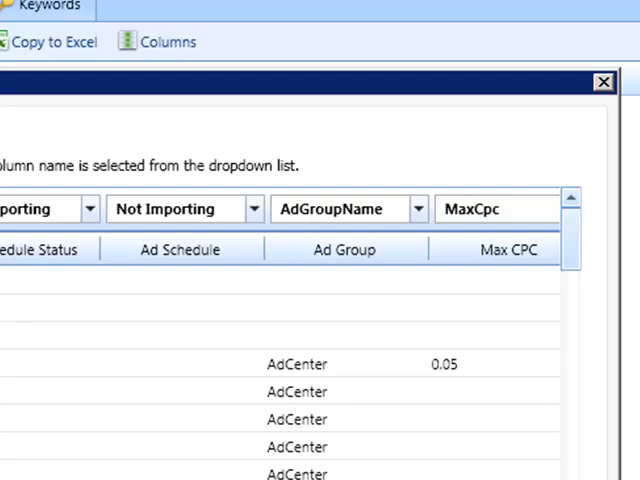 Keywords
Copy to Excel Columns
olumn name is selected from the dropdown list.
porting Not Importing AdGroupName MaxCpc
edule Status Ad Schedule Ad Group Max CPC
AdCenter 0.05
AdCenter
AdCenter
AdCenter
AdCenter